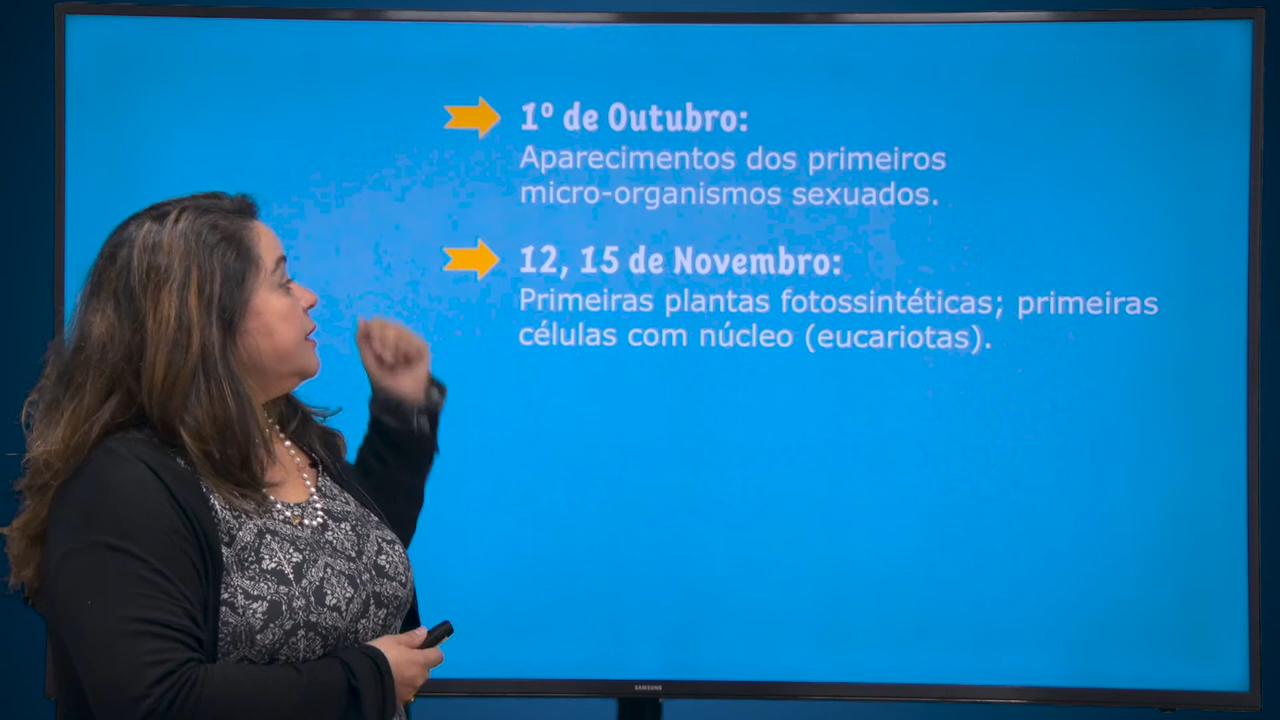 1º de Outubro:
Aparecimentos dos primeiros
micro-organismos sexuados.
12, 15 de Novembro:
Primeiras plantas fotossintéticas; primeiras
células com núcleo (eucariotas).
SAMSUNG